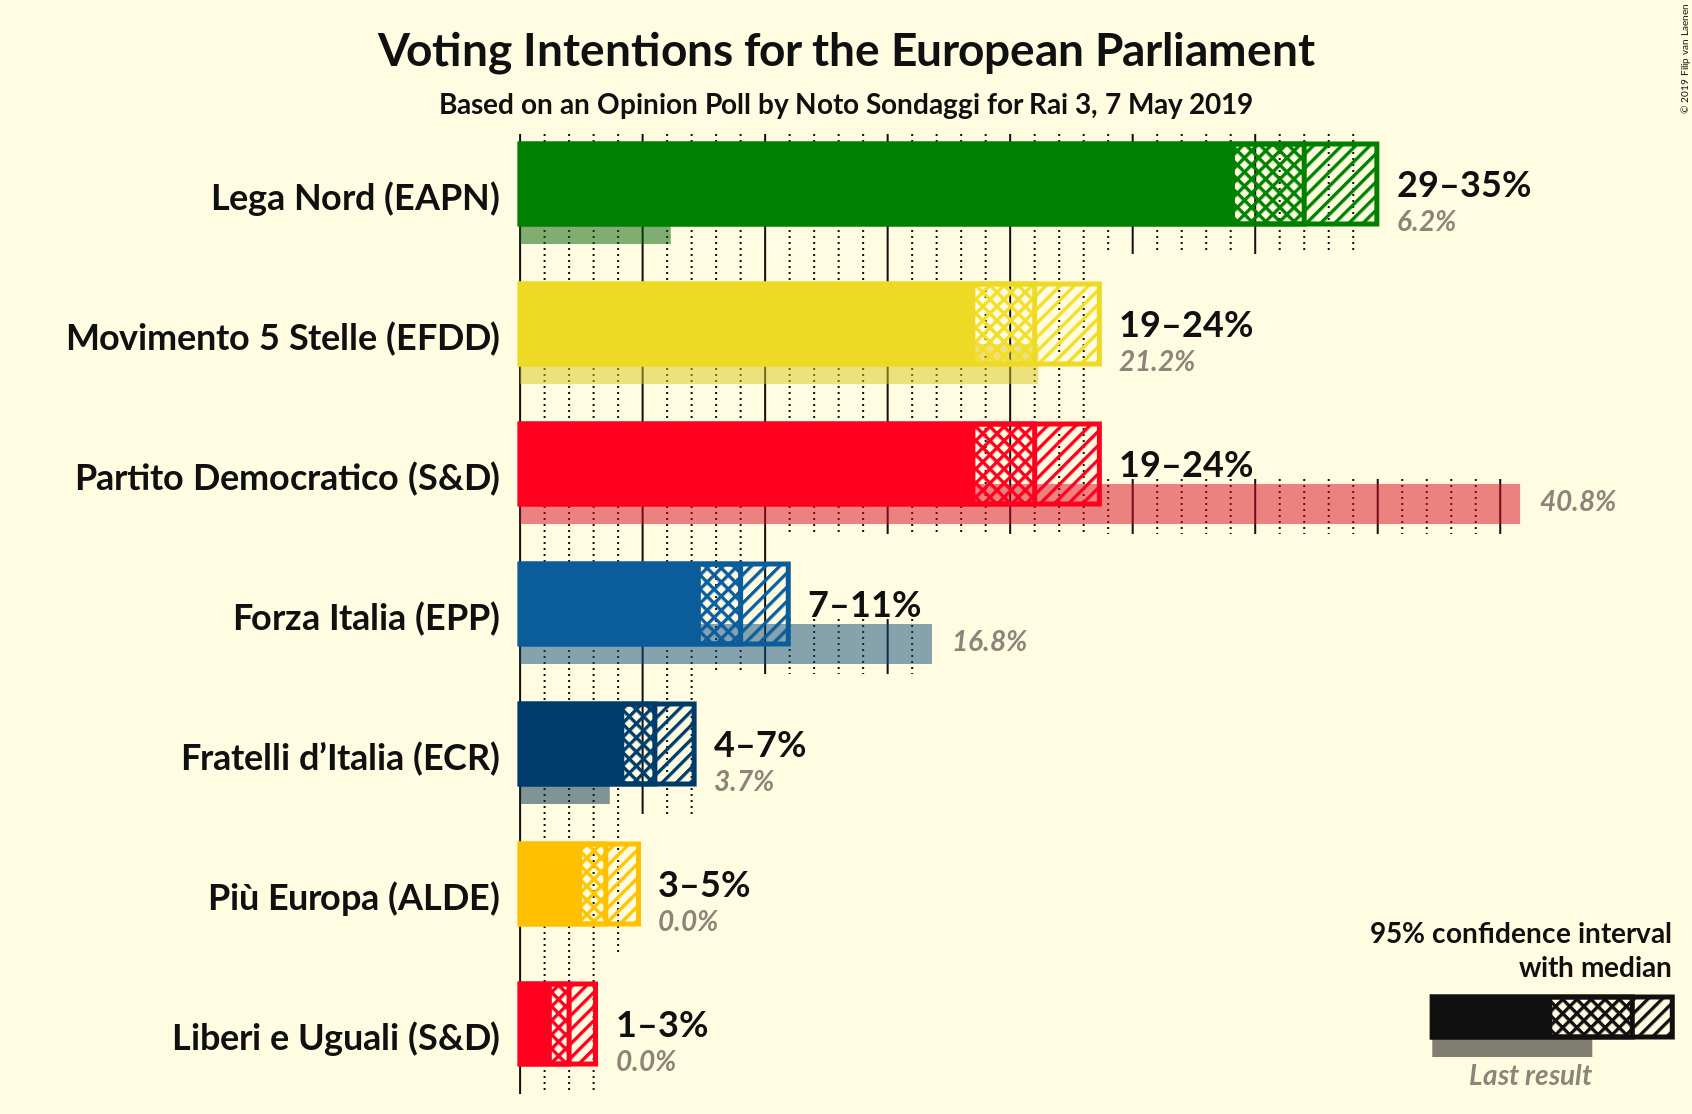 Voting Intentions for the European Parliament
Based on an Opinion Poll by Noto Sondaggi for Rai 3, 7 May 2019
© 2019 Filip van Laenen
Lega Nord (EAPN)
29–35%
6.2%
Movimento 5 Stelle (EFDD)
19–24%
21.2%
Partito Democratico (S&D)
19–24%
40.8%
Forza Italia (EPP)
7–11%
16.8%
Fratelli d’Italia (ECR)
4–7%
3.7%
Più Europa (ALDE)
3–5%
0.0%
Liberi e Uguali (S&D)
1–3%
0.0%
95% confidence interval
with median
Last result